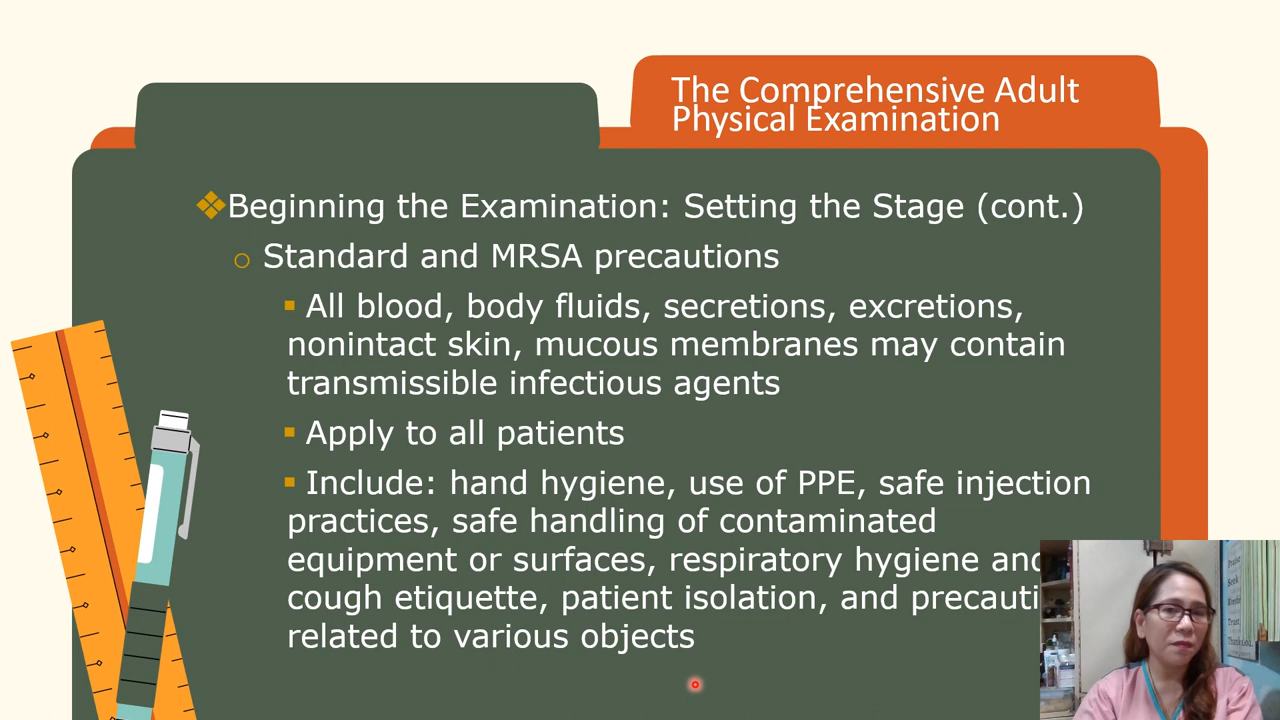 The Comprehensive Adult
Physical Examination
Beginning the Examination: Setting the Stage (cont.)
Standard and MRSA precautions
All blood, body fluids, secretions, excretions,
nonintact skin, mucous membranes may contain
transmissible infectious agents
Apply to all patients
Include: hand hygiene, use of PPE, safe injection
practices, safe handling of contaminated
equipment or surfaces, respiratory hygiene and
cough etiquette, patient isolation, and precauti
related to various objects